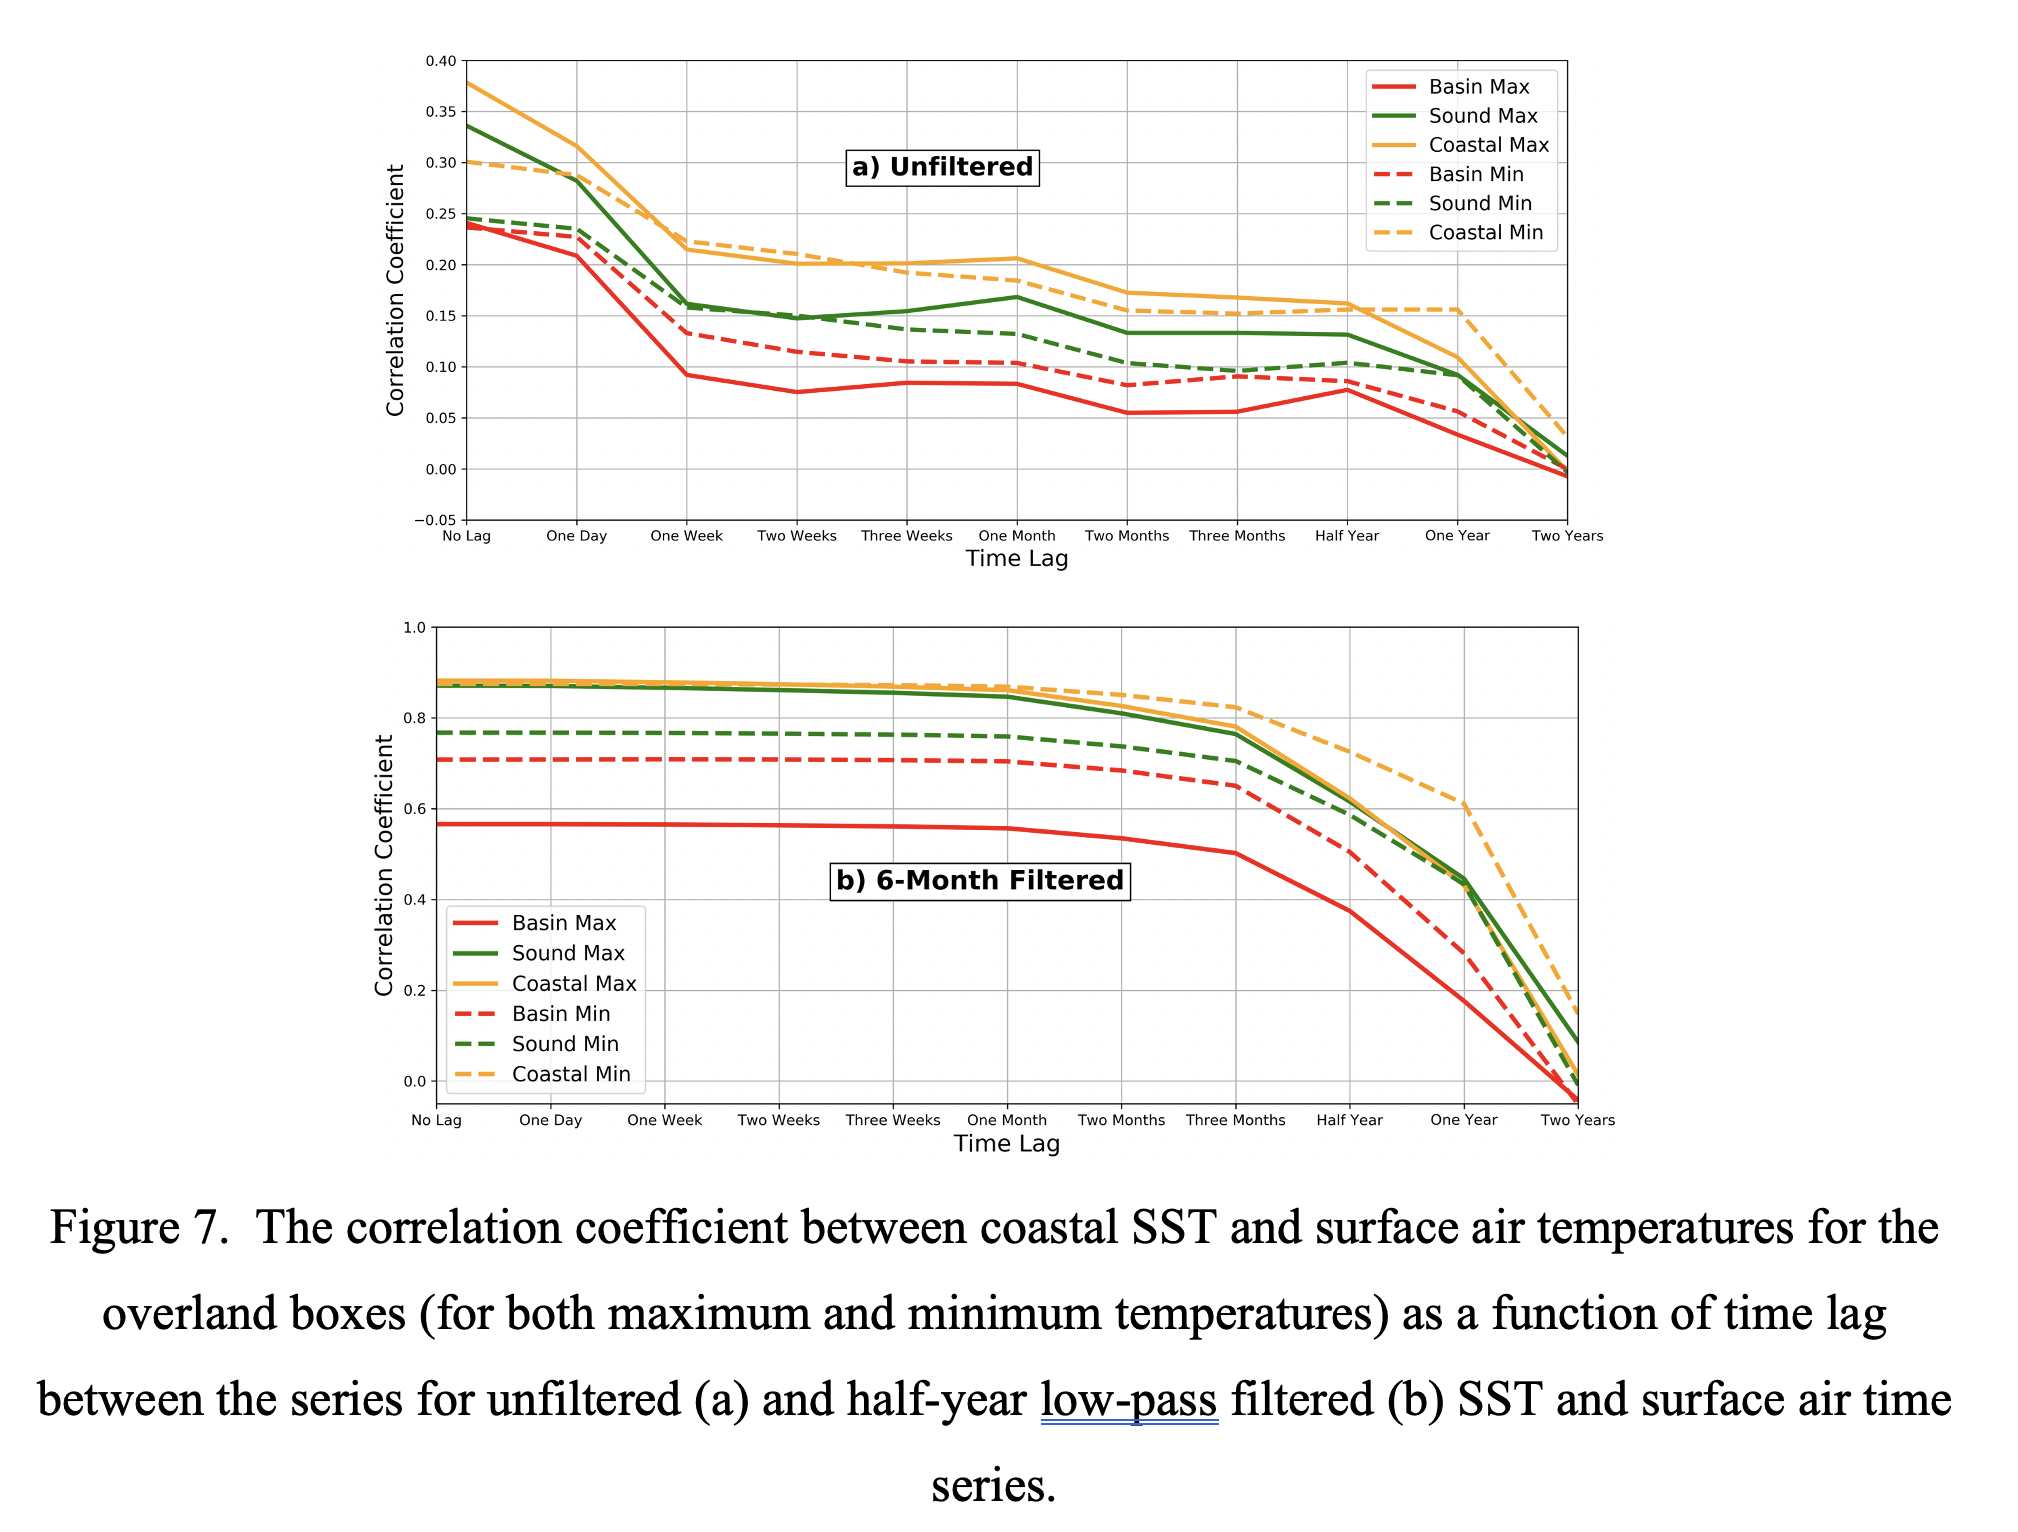 0.40
0.35
0.30
0.25
0.20
0.15
0.10
0.05
0.00
−0.05
Correlation Coefficient
a) Unfiltered
Basin Max
Sound Max
Coastal Max
Basin Min
Sound Min
Coastal Min
No Lag One Day One Week Two Weeks Three Weeks One Month Two Months Three Months Half Year One Year Two Years
Time Lag
1.0
0.8
0.6
0.4
0.2
0.0
Correlation Coefficient
b) 6-Month Filtered
Basin Max
Sound Max
Coastal Max
Basin Min
Sound Min
Coastal Min
No Lag One Day One Week Two Weeks Three Weeks One Month Two Months Three Months Half Year One Year Two Years
Time Lag
Figure 7. The correlation coefficient between coastal SST and surface air temperatures for the
overland boxes (for both maximum and minimum temperatures) as a function of time lag
between the series for unfiltered (a) and half-year low-pass filtered (b) SST and surface air time
series.